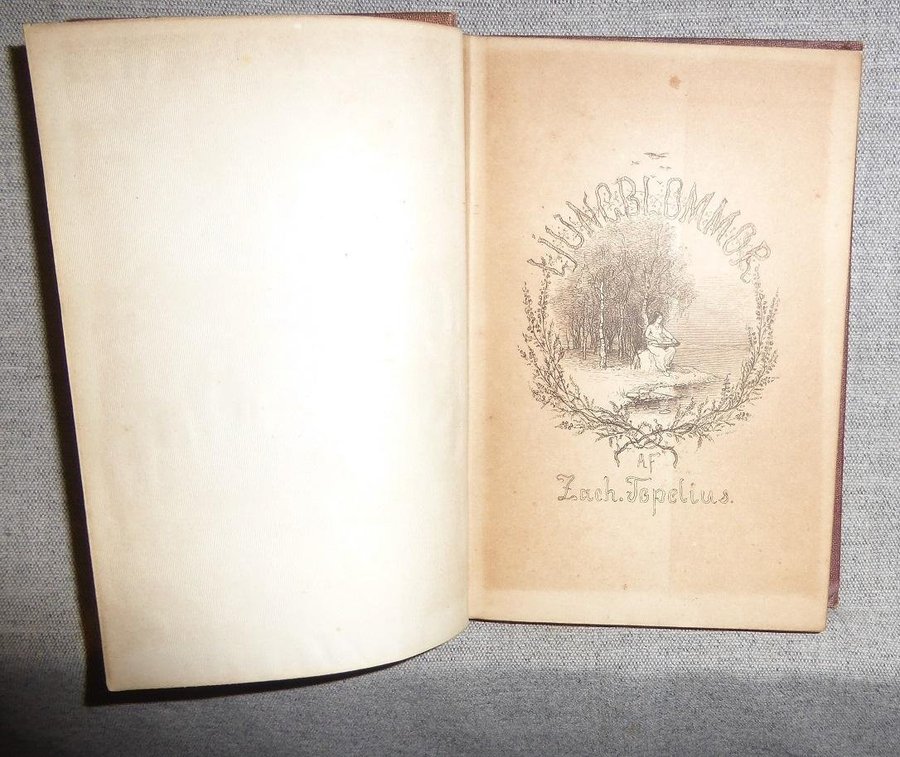 LJUNGBLOMMOR
AF
Zach. Topelius.